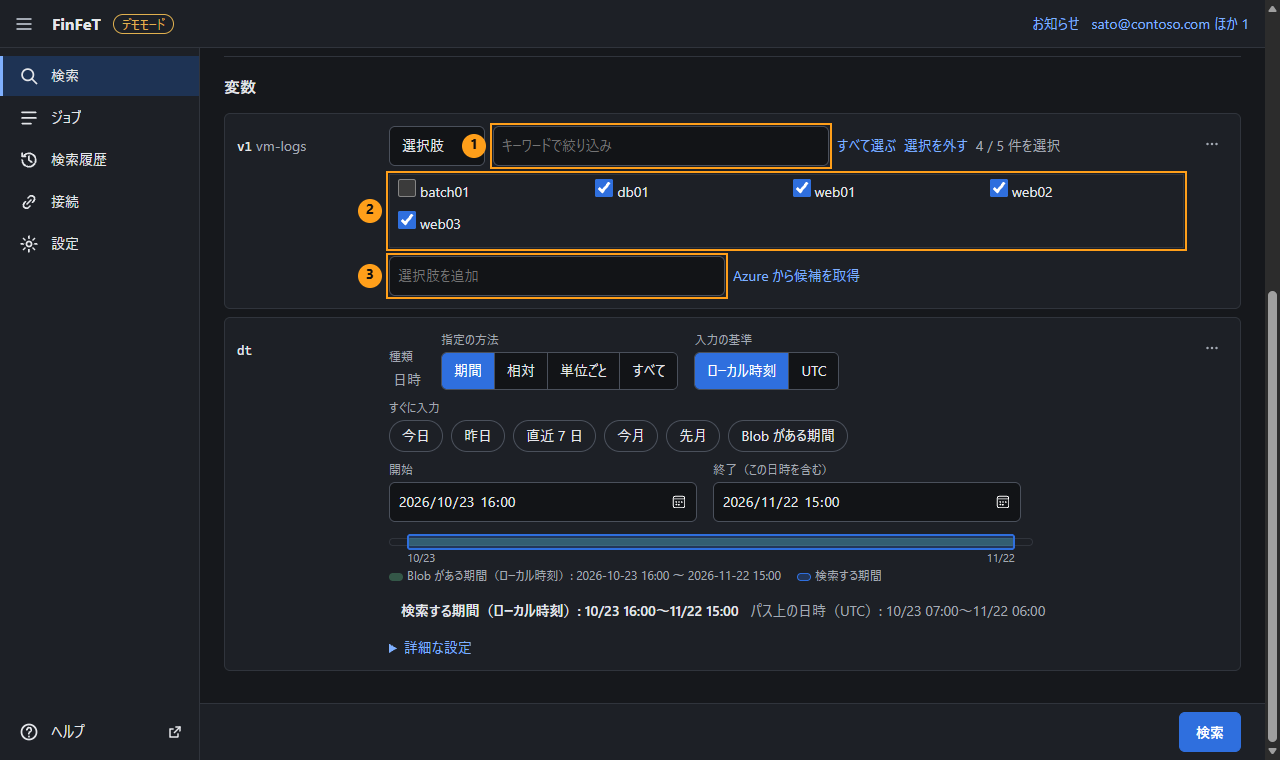 FinFeT デモモード お知らせ sato@contoso.com ほか 1
検索
ジョブ
検索履歴
接続
設定
ヘルプ
変数
v1 vm-logs 選択肢 1 キーワードで絞り込み すべて選ぶ 選択を外す 4 / 5 件を選択 ...
2 batch01 db01 web01 web02
web03
3 選択肢を追加 Azure から候補を取得
dt ...
種類 指定の方法 入力の基準
日時 期間 相対 単位ごと すべて ローカル時刻 UTC
すぐに入力
今日 昨日 直近 7 日 今月 先月 Blob がある期間
開始 終了（この日時を含む）
2026/10/23 16:00 2026/11/22 15:00
10/23 11/22
Blob がある期間（ローカル時刻）: 2026-10-23 16:00 〜 2026-11-22 15:00 検索する期間
検索する期間（ローカル時刻）: 10/23 16:00〜11/22 15:00 パス上の日時（UTC）: 10/23 07:00〜11/22 06:00
詳細な設定
検索